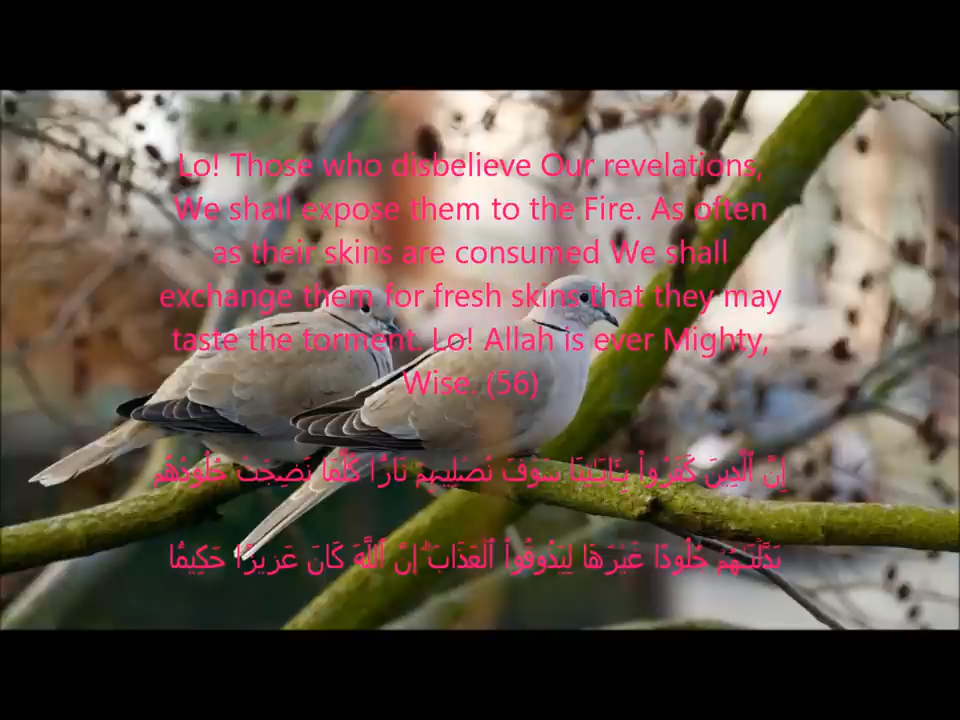 Lo! Those who disbelieve Our revelations,
We shall expose them to the Fire. As often
as their skins are consumed We shall
exchange them for fresh skins that they may
taste the torment. Lo! Allah is ever Mighty,
Wise. (56)
إِنَّ ٱلَّذِينَ كَفَرُوا۟ بِـَٔايَـٰتِنَا سَوْفَ نُصْلِيهِمْ نَارًۭا كُلَّمَا نَضِجَتْ جُلُودُهُم
بَدَّلْنَـٰهُمْ جُلُودًا غَيْرَهَا لِيَذُوقُوا۟ ٱلْعَذَابَ ۗ إِنَّ ٱللَّهَ كَانَ عَزِيزًا حَكِيمًۭا